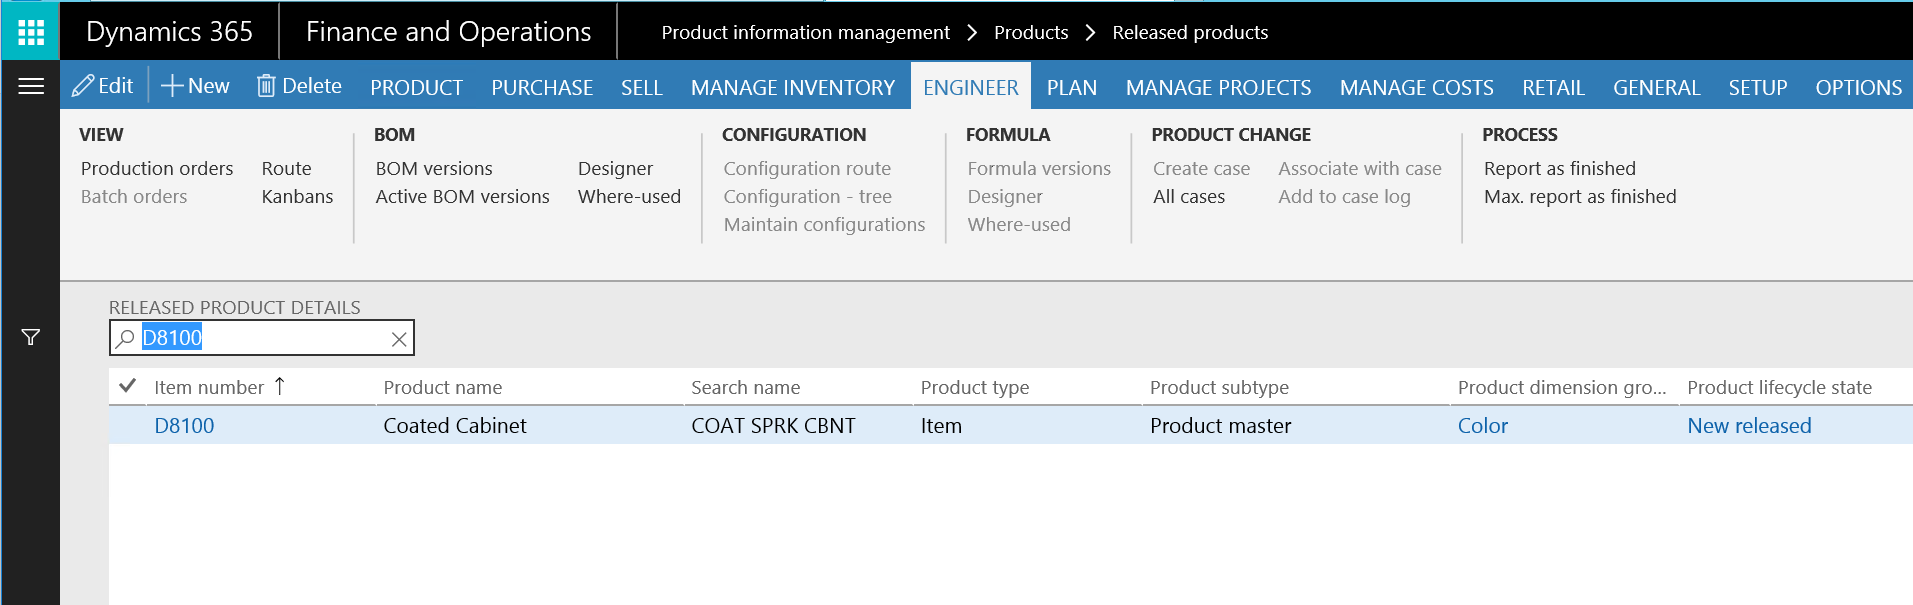 Dynamics 365 Finance and Operations Product information management > Products > Released products
Edit New Delete PRODUCT PURCHASE SELL MANAGE INVENTORY ENGINEER PLAN MANAGE PROJECTS MANAGE COSTS RETAIL GENERAL SETUP OPTIONS
VIEW BOM CONFIGURATION FORMULA PRODUCT CHANGE PROCESS
Production orders Route BOM versions Designer Configuration route Formula versions Create case Associate with case Report as finished
Batch orders Kanbans Active BOM versions Where-used Configuration - tree Designer All cases Add to case log Max. report as finished
Maintain configurations Where-used
RELEASED PRODUCT DETAILS
D8100
Item number Product name Search name Product type Product subtype Product dimension gro... Product lifecycle state
D8100 Coated Cabinet COAT SPRK CBNT Item Product master Color New released